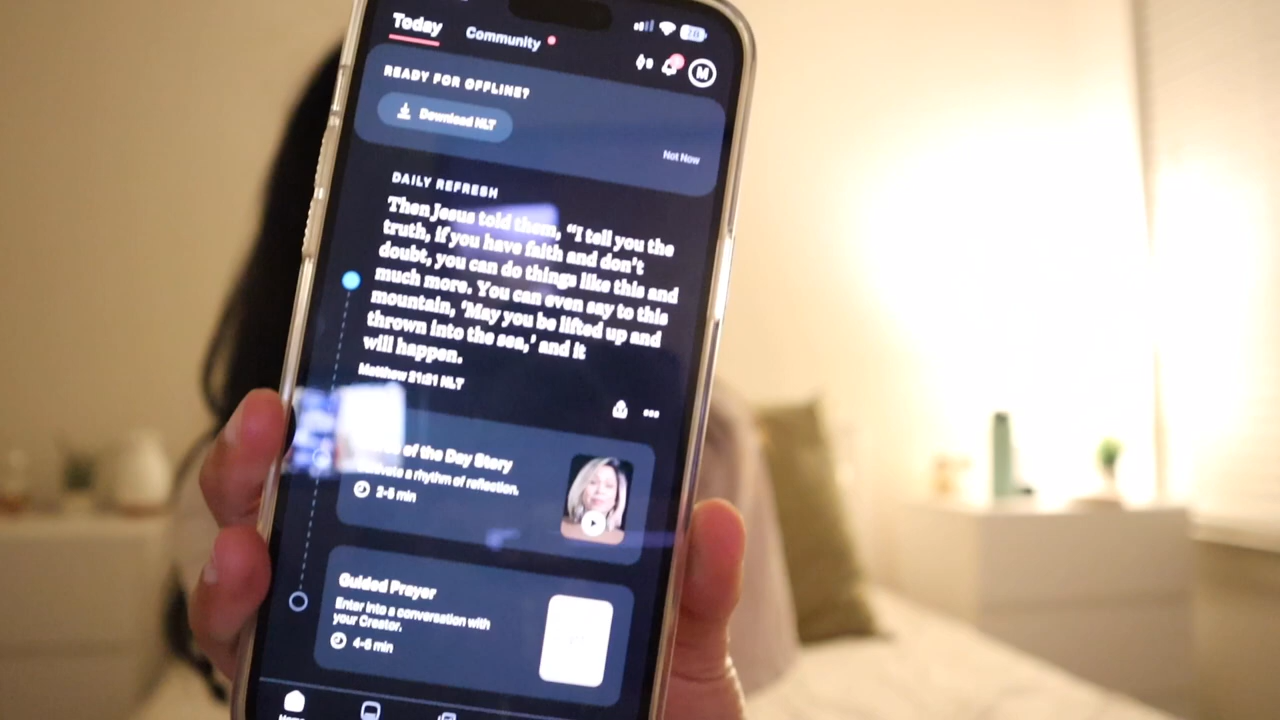 Today
Community
28
M
READY FOR OFFLINE?
Download NLT
Not Now
DAILY REFRESH
Then Jesus told them, “I tell you the
truth, if you have faith and don’t
doubt, you can do things like this and
much more. You can even say to this
mountain, ‘May you be lifted up and
thrown into the sea,’ and it
will happen.
Matthew 21:21 NLT
of the Day Story
a rhythm of reflection.
2-6 min
Guided Prayer
Enter into a conversation with
your Creator.
4-6 min